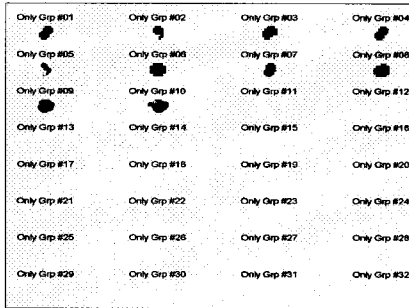 Only Grp #01 Only Grp #02 Only Grp #03 Only Grp #04
Only Grp #05 Only Grp #06 Only Grp #07 Only Grp #08
Only Grp #09 Only Grp #10 Only Grp #11 Only Grp #12
Only Grp #13 Only Grp #14 Only Grp #15 Only Grp #16
Only Grp #17 Only Grp #18 Only Grp #19 Only Grp #20
Only Grp #21 Only Grp #22 Only Grp #23 Only Grp #24
Only Grp #25 Only Grp #26 Only Grp #27 Only Grp #28
Only Grp #29 Only Grp #30 Only Grp #31 Only Grp #32